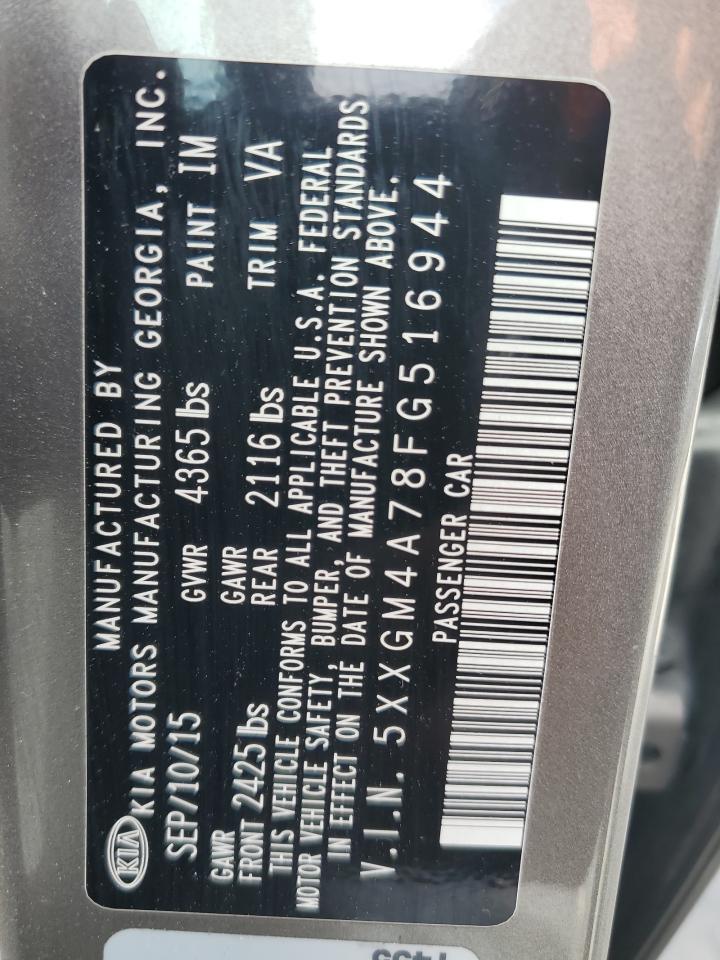 MANUFACTURED BY
KIA KIA MOTORS MANUFACTURING GEORGIA, INC.
SEP/10/15 GVWR 4365 lbs PAINT IM
GAWR FRONT 2425 lbs GAWR REAR 2116 lbs TRIM VA
THIS VEHICLE CONFORMS TO ALL APPLICABLE U.S.A. FEDERAL
MOTOR VEHICLE SAFETY, BUMPER, AND THEFT PREVENTION STANDARDS
IN EFFECT ON THE DATE OF MANUFACTURE SHOWN ABOVE.
V.I.N. 5XXGM4A78FG516944
PASSENGER CAR